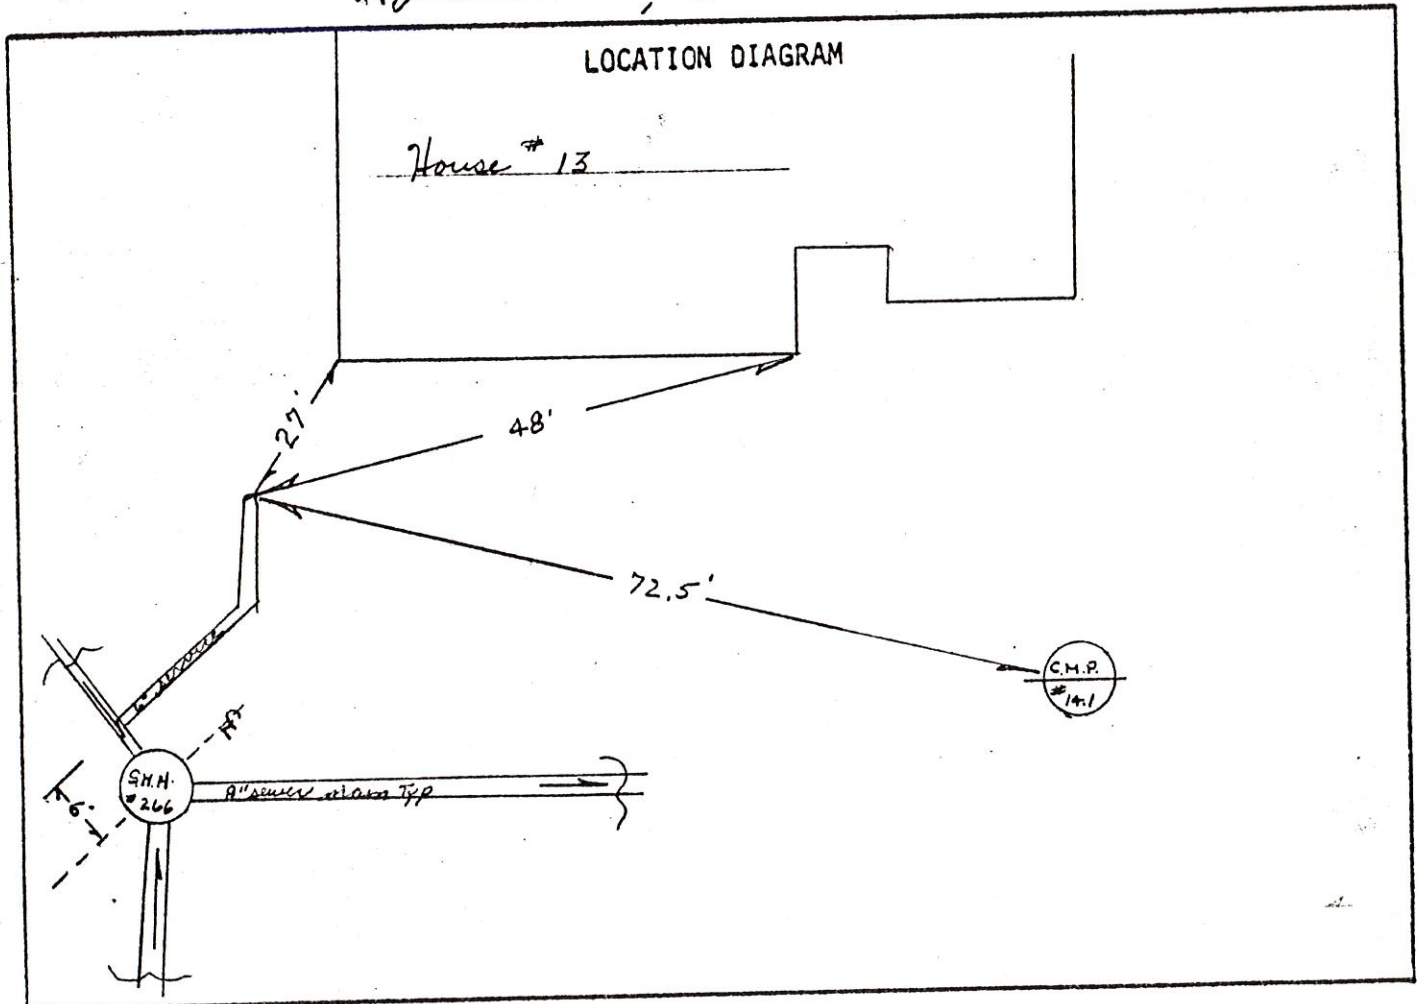 LOCATION DIAGRAM
House # 13
27'
48'
72.5'
C.M.P.
# 14.1
S.M.H.
# 266
6'
8" sewer main Typ